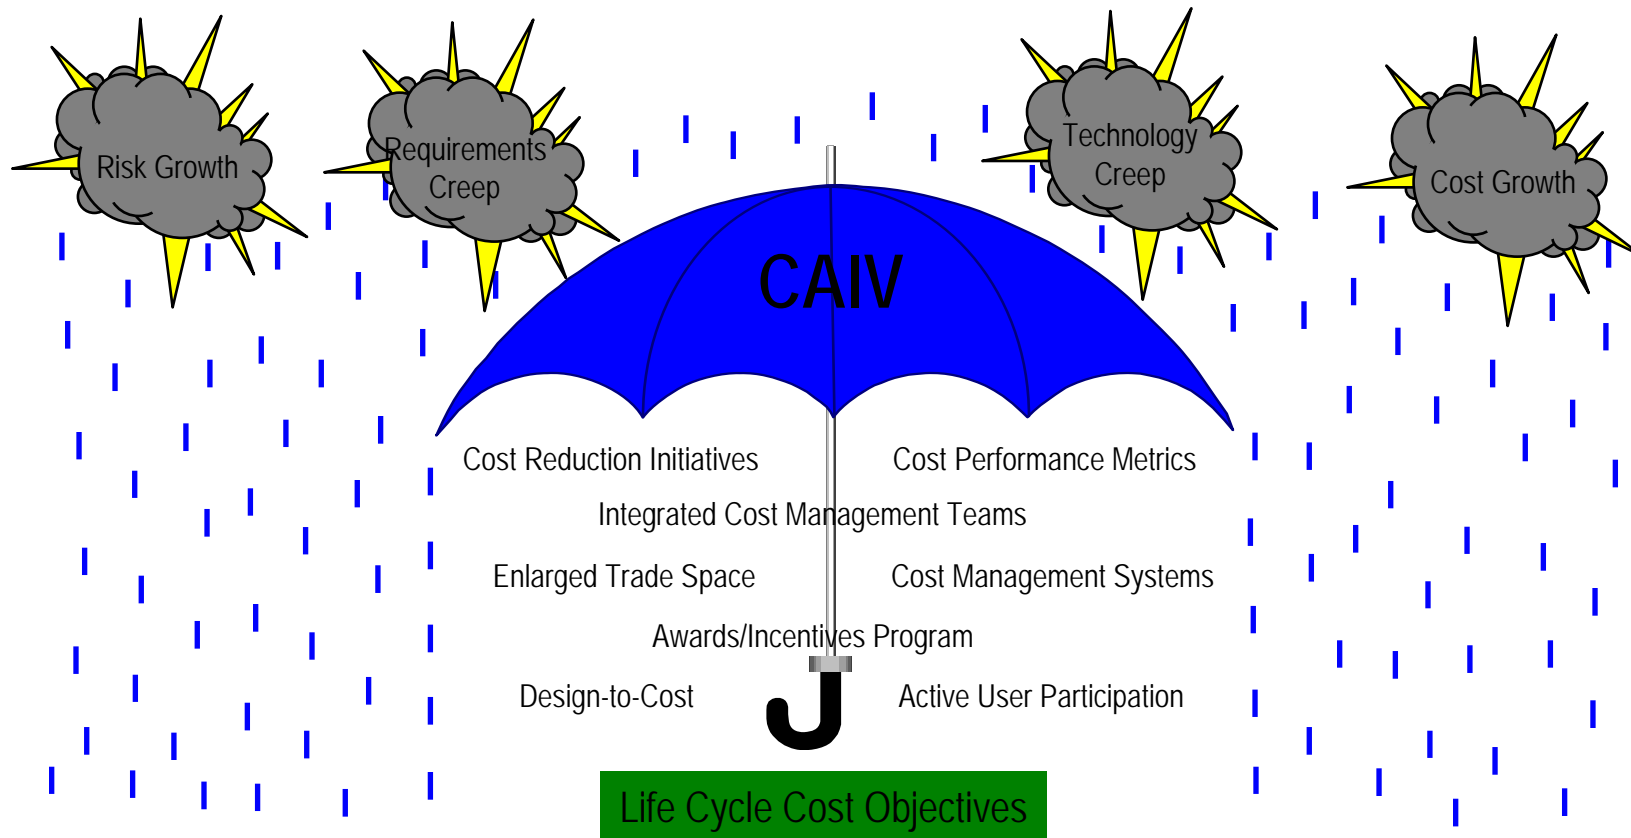 Risk Growth
Requirements
Creep
Technology
Creep
Cost Growth
CAIV
Cost Reduction Initiatives
Cost Performance Metrics
Integrated Cost Management Teams
Enlarged Trade Space
Cost Management Systems
Awards/Incentives Program
Design-to-Cost
Active User Participation
Life Cycle Cost Objectives